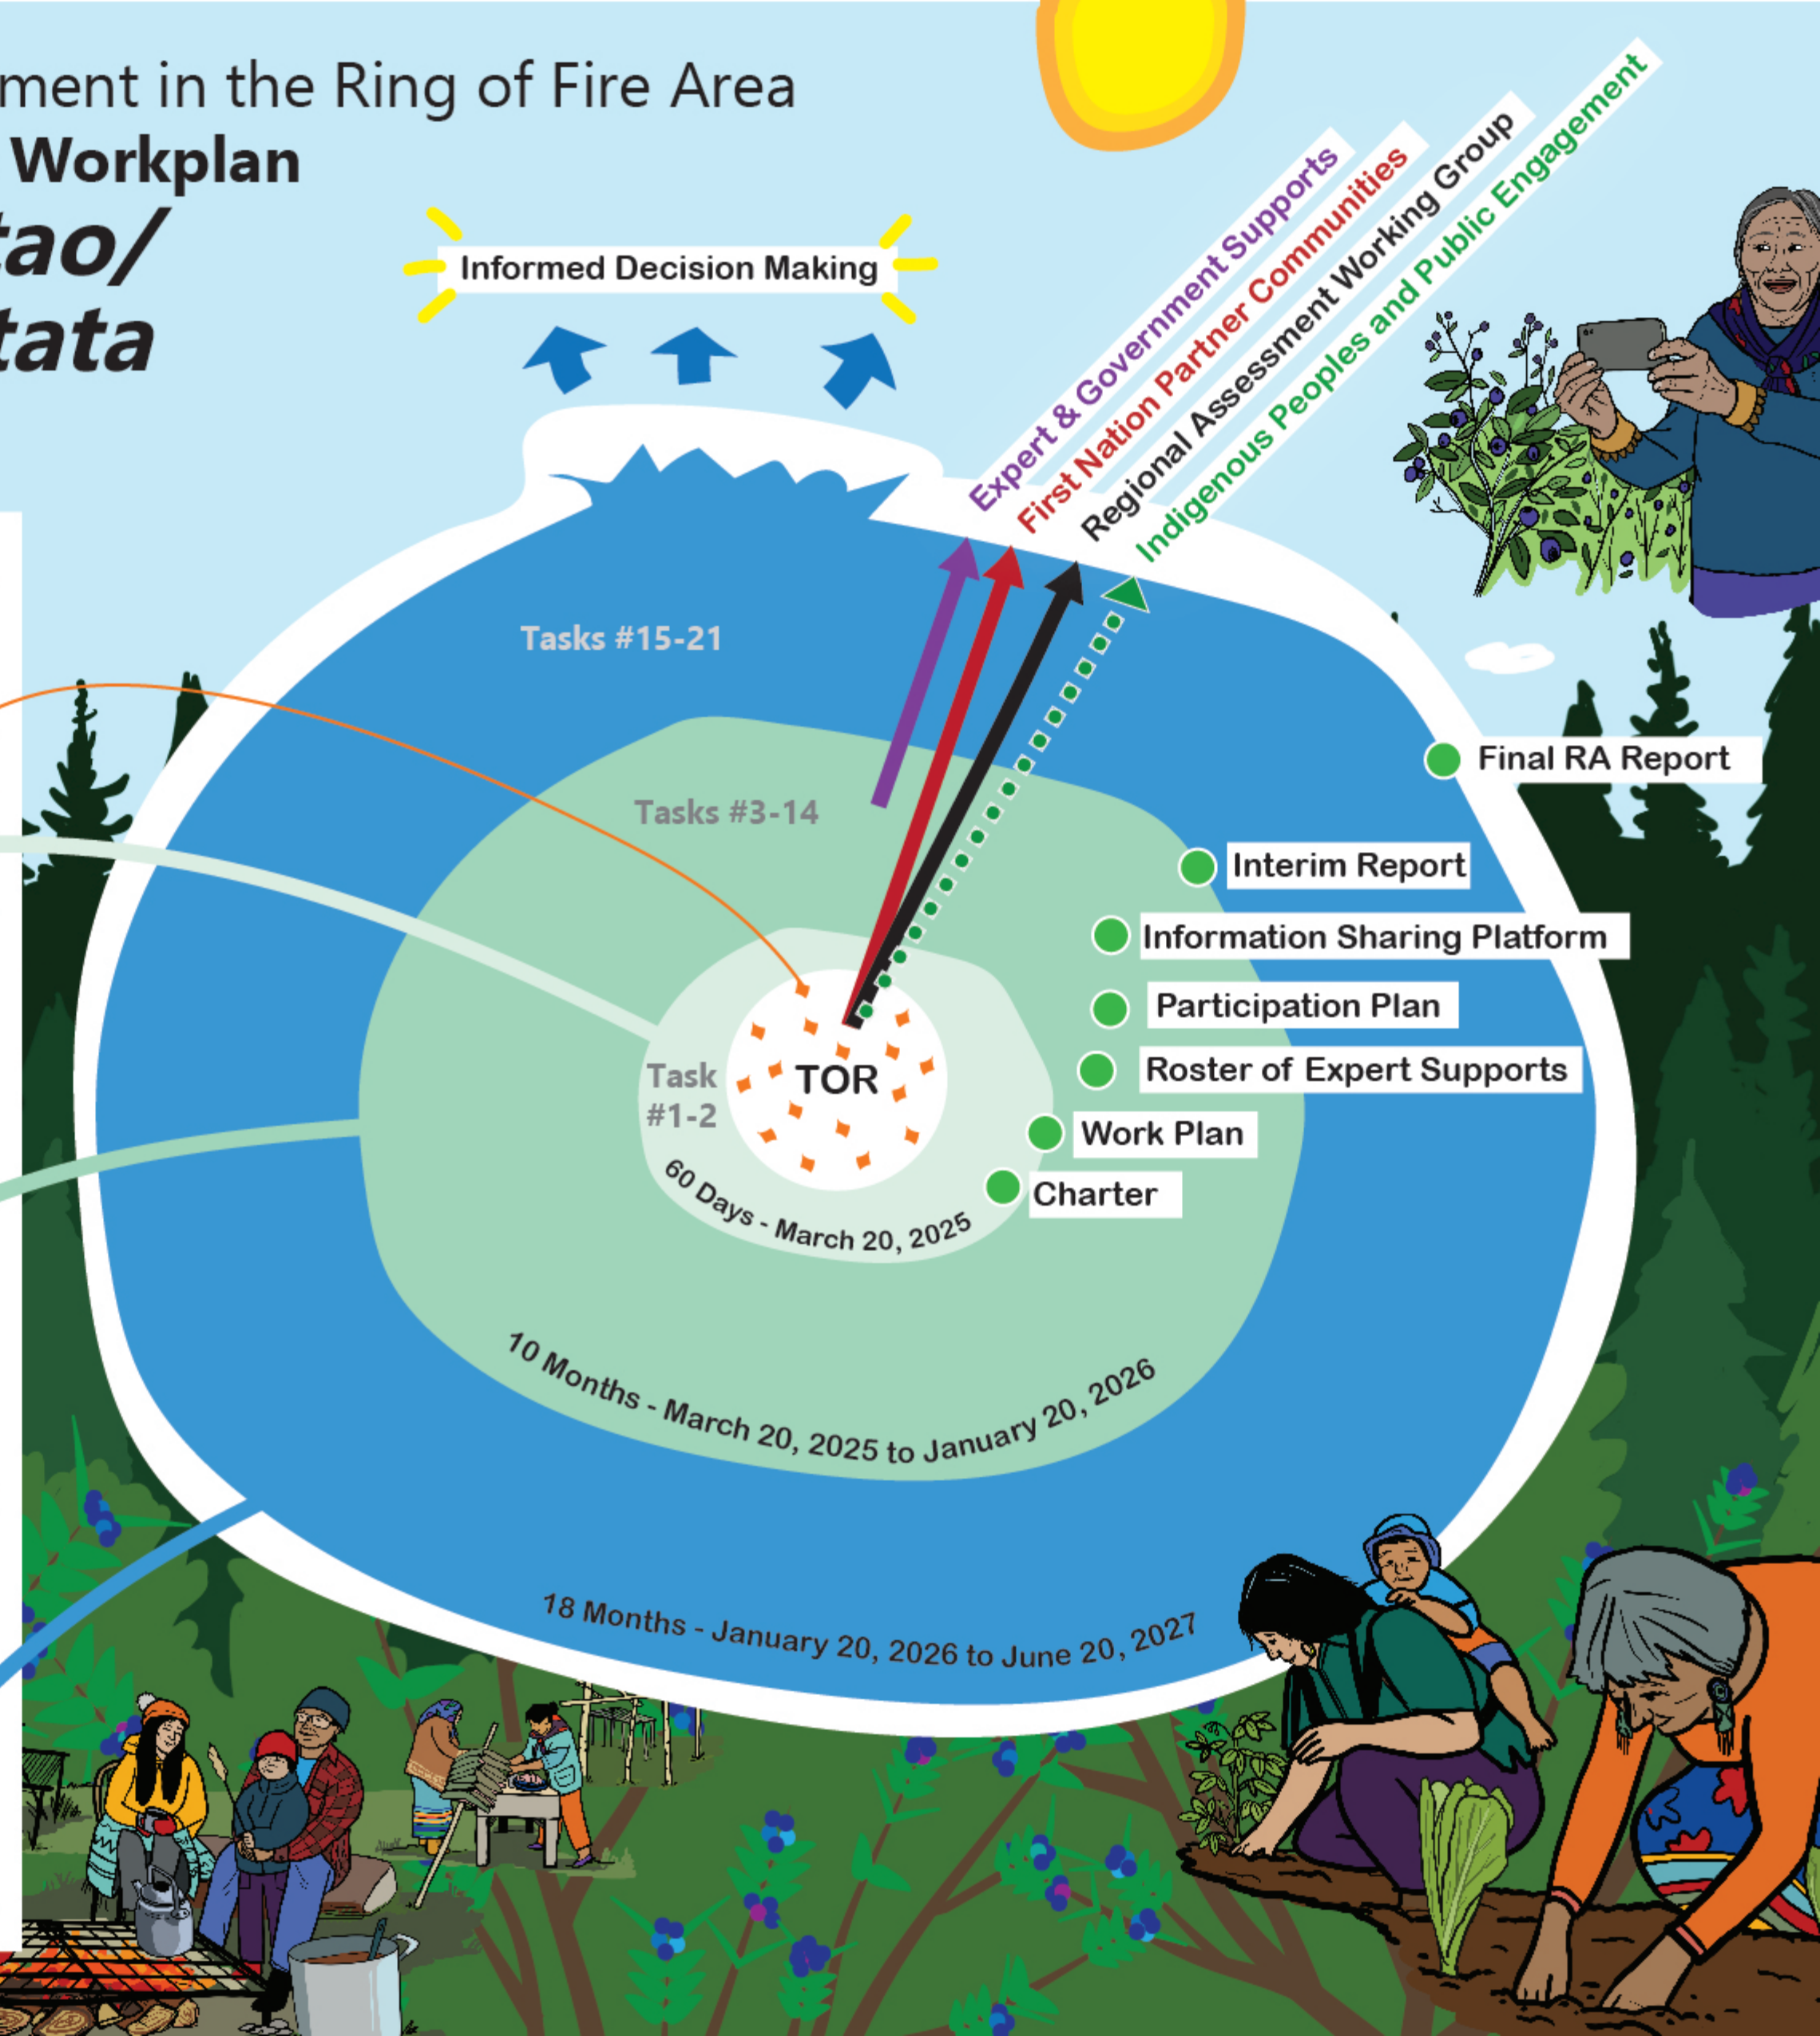 ment in the Ring of Fire Area
Workplan
tao/
tata
Informed Decision Making
Expert & Government Supports
First Nation Partner Communities
Regional Assessment Working Group
Indigenous Peoples and Public Engagement
Tasks #15-21
Final RA Report
Tasks #3-14
Interim Report
Information Sharing Platform
Participation Plan
Roster of Expert Supports
Task
#1-2
TOR
Work Plan
Charter
60 Days - March 20, 2025
10 Months - March 20, 2025 to January 20, 2026
18 Months - January 20, 2026 to June 20, 2027